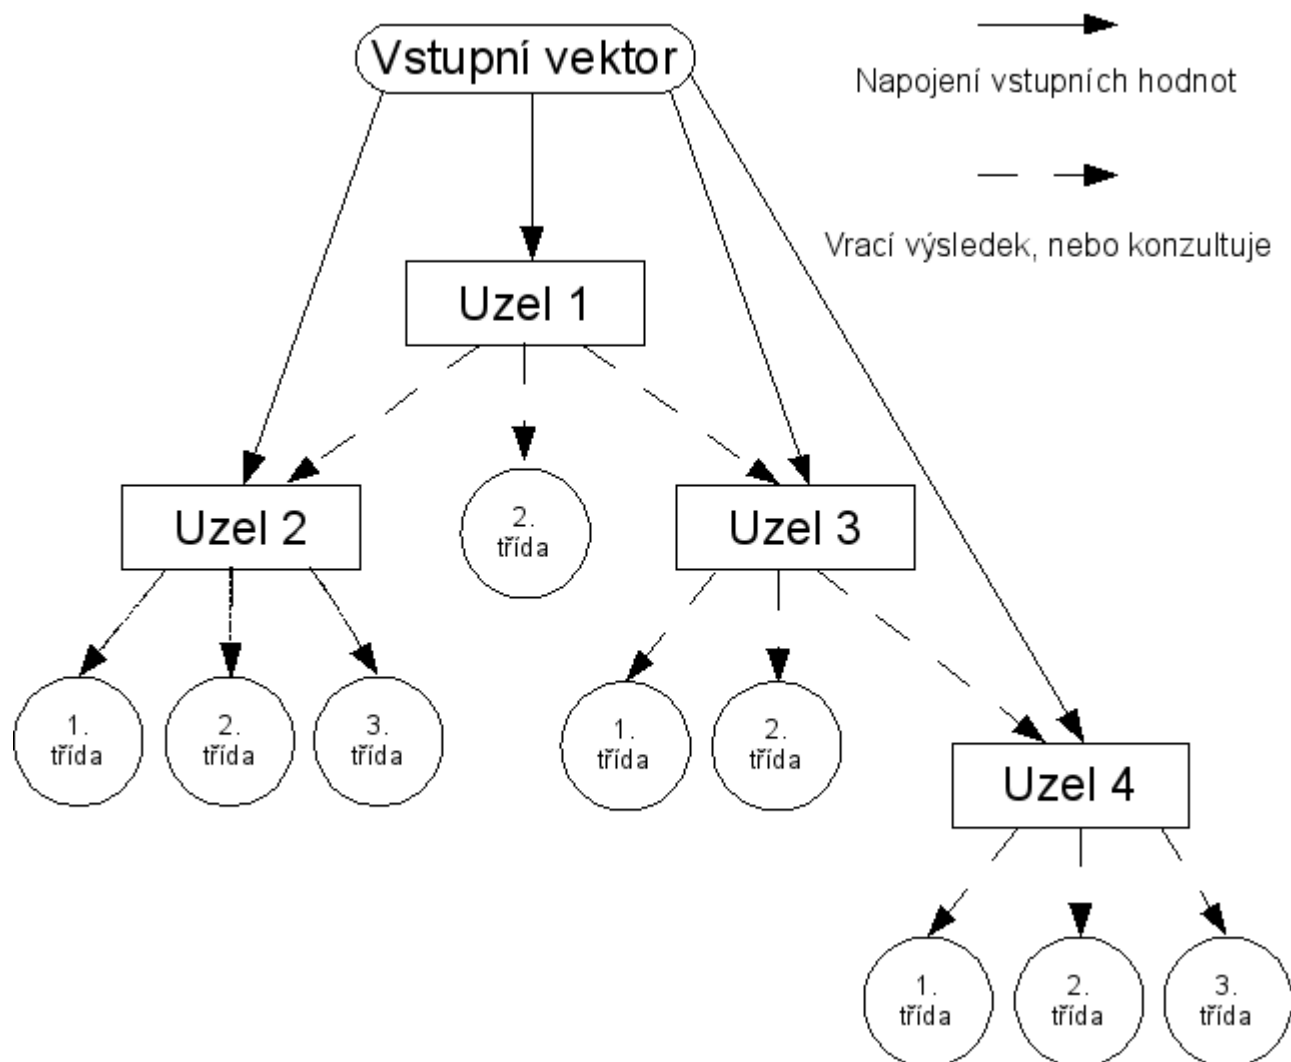 Vstupní vektor
Napojení vstupních hodnot
Vrací výsledek, nebo konzultuje
Uzel 1
Uzel 2
2.
třída
Uzel 3
1.
třída
2.
třída
3.
třída
1.
třída
2.
třída
Uzel 4
1.
třída
2.
třída
3.
třída